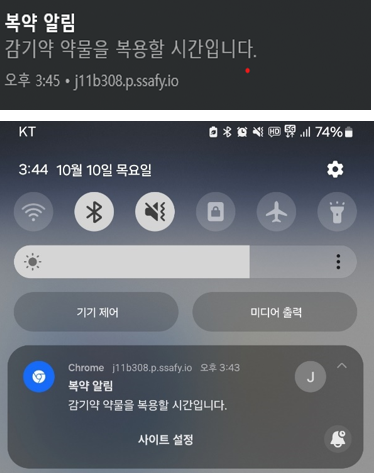 복약 알림
감기약 약물을 복용할 시간입니다.
오후 3:45 • j11b308.p.ssafy.io
KT HD 5G 74%
3:44 10월 10일 목요일
기기 제어 미디어 출력
Chrome j11b308.p.ssafy.io 오후 3:43
복약 알림 J
감기약 약물을 복용할 시간입니다.
사이트 설정